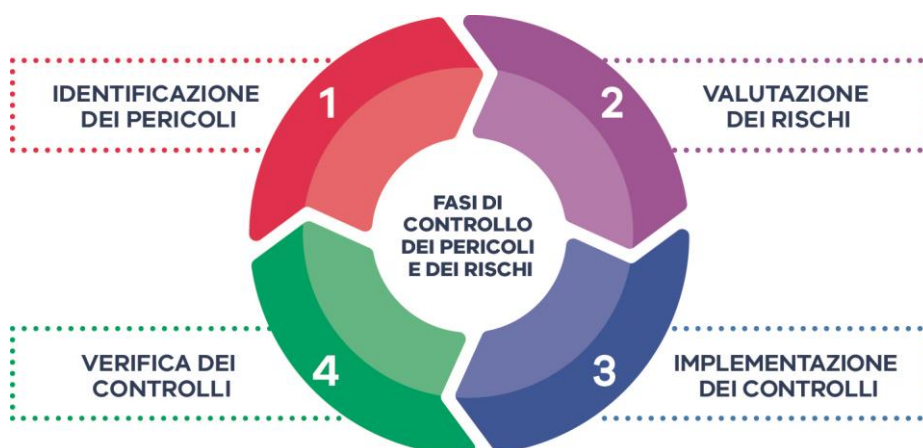 1
IDENTIFICAZIONE
DEI PERICOLI
2
VALUTAZIONE
DEI RISCHI
FASI DI
CONTROLLO
DEI PERICOLI
E DEI RISCHI
4
VERIFICA DEI
CONTROLLI
3
IMPLEMENTAZIONE
DEI CONTROLLI